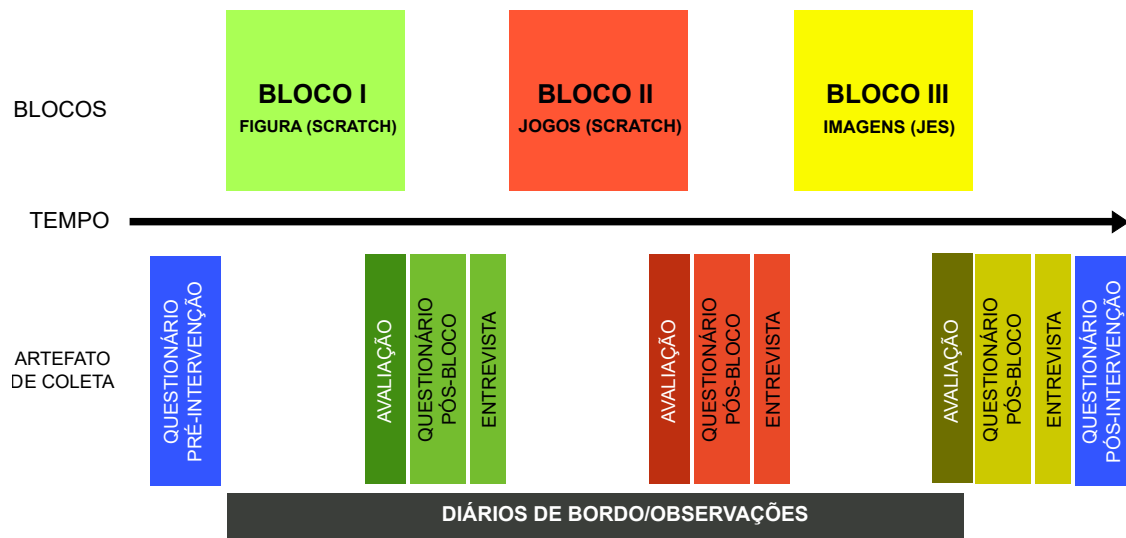 BLOCOS
BLOCO I
FIGURA (SCRATCH)
BLOCO II
JOGOS (SCRATCH)
BLOCO III
IMAGENS (JES)
TEMPO
ARTEFATO
DE COLETA
QUESTIONÁRIO
PRÉ-INTERVENÇÃO
AVALIAÇÃO
QUESTIONÁRIO
PÓS-BLOCO
ENTREVISTA
AVALIAÇÃO
QUESTIONÁRIO
PÓS-BLOCO
ENTREVISTA
AVALIAÇÃO
QUESTIONÁRIO
PÓS-BLOCO
ENTREVISTA
QUESTIONÁRIO
PÓS-INTERVENÇÃO
DIÁRIOS DE BORDO/OBSERVAÇÕES